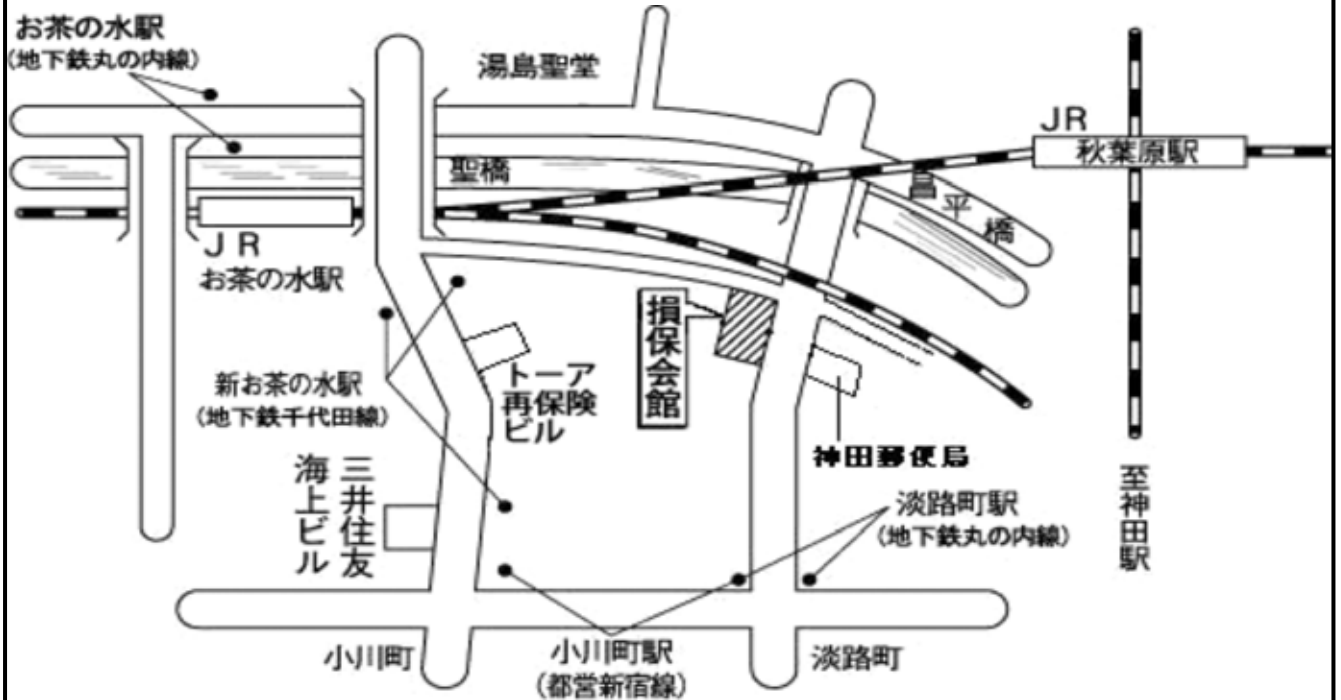 お茶の水駅
(地下鉄丸の内線)
湯島聖堂
JR
秋葉原駅
聖橋
昌平橋
JR
お茶の水駅
損保会館
新お茶の水駅
(地下鉄千代田線)
トーア
再保険
ビル
神田郵便局
三井住友
海上ビル
淡路町駅
(地下鉄丸の内線)
至神田駅
小川町
小川町駅
(都営新宿線)
淡路町